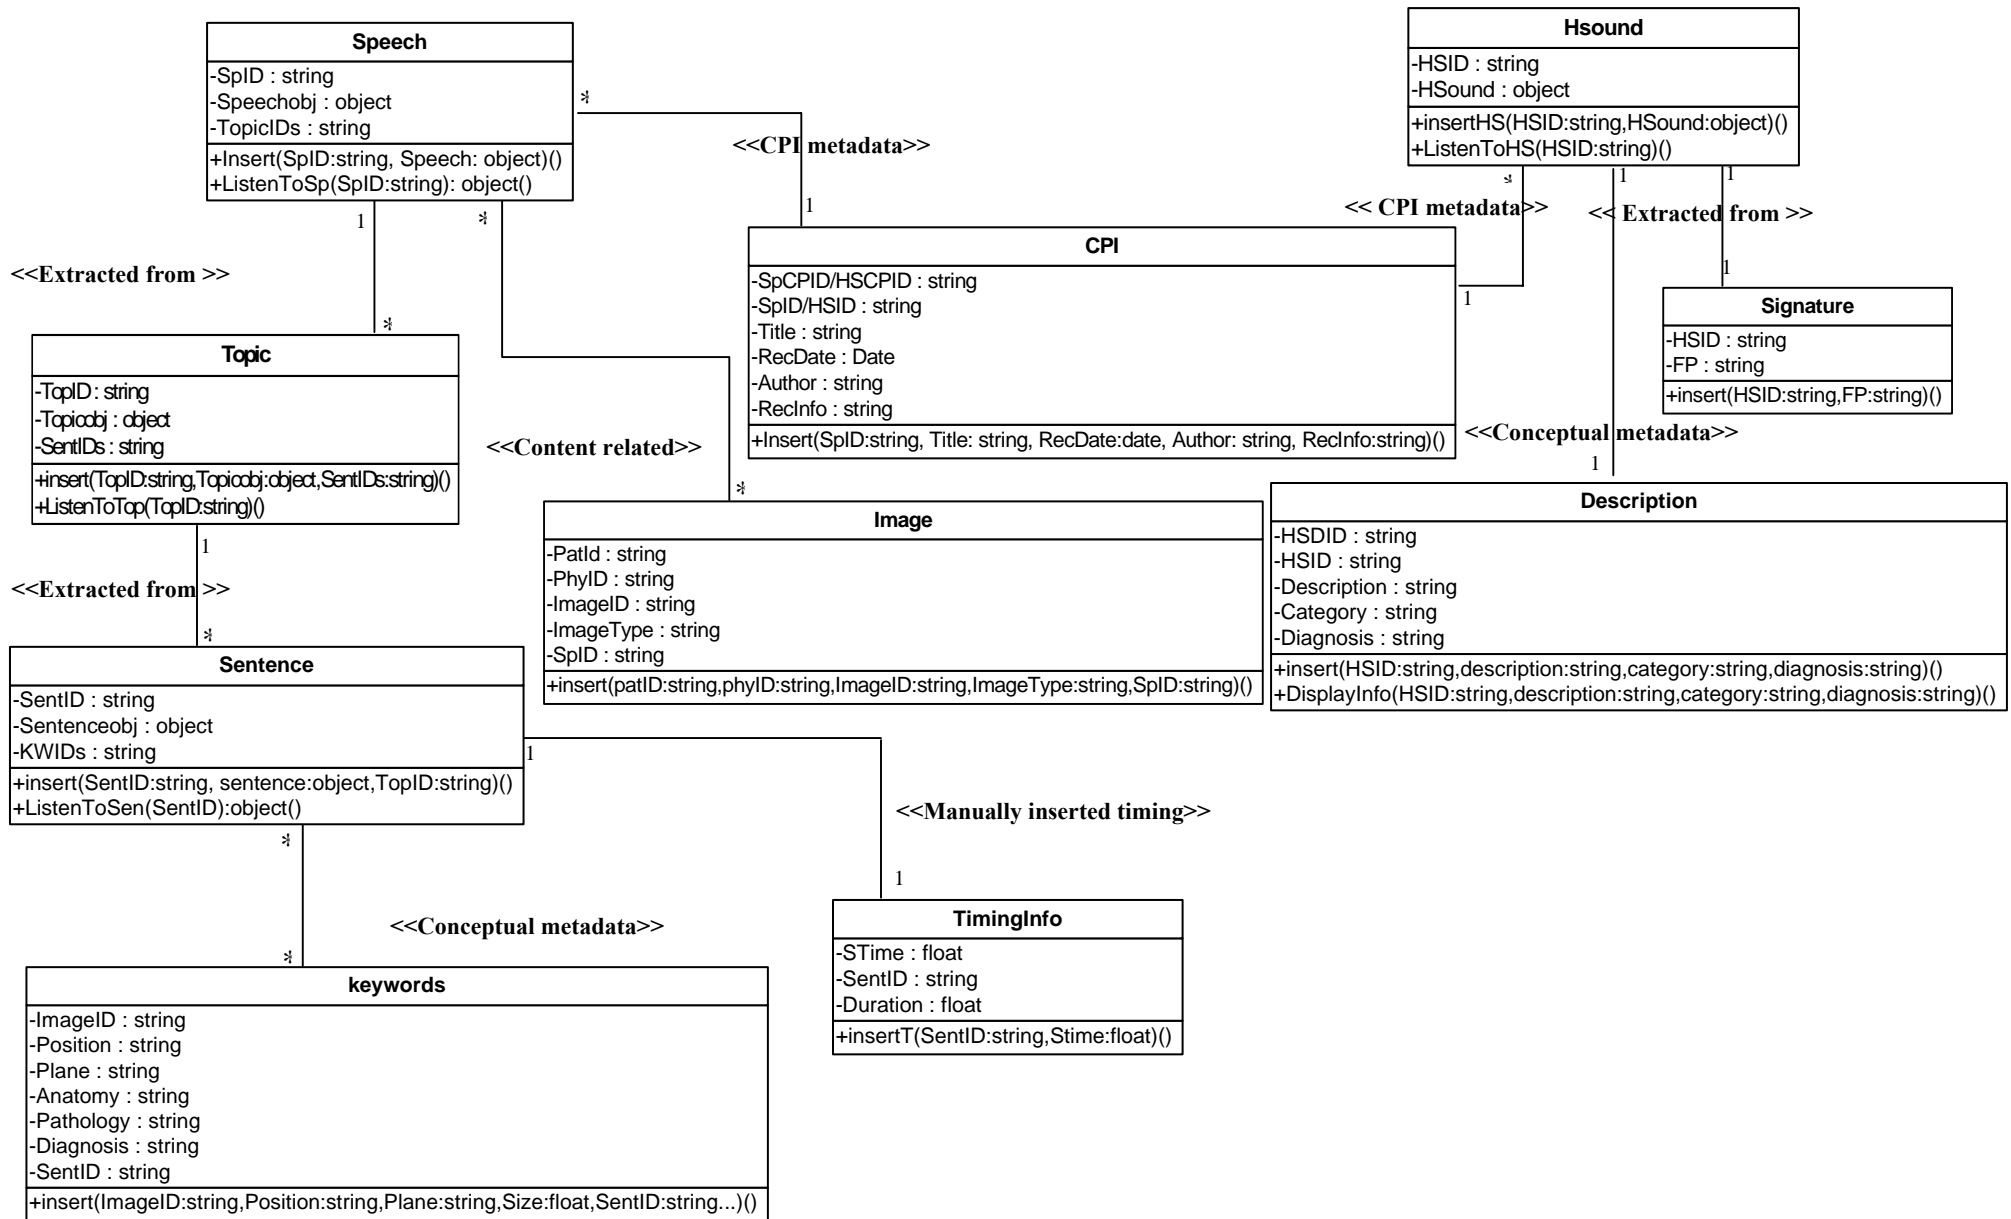 Speech
-SpID : string
-Speechobj : object
-TopicIDs : string
+Insert(SpID:string, Speech: object)()
+ListenToSp(SpID:string): object()
*
<<CPI metadata>>
1
Hsound
-HSID : string
-HSound : object
+insertHS(HSID:string,HSound:object)()
+ListenToHS(HSID:string)()
*
1
1
<< CPI metadata>>
<< Extracted from >>
1
*
<<Extracted from >>
*
CPI
-SpCPID/HSCPID : string
-SpID/HSID : string
-Title : string
-RecDate : Date
-Author : string
-RecInfo : string
+Insert(SpID:string, Title: string, RecDate:date, Author: string, RecInfo:string)()
1
1
Signature
-HSID : string
-FP : string
+insert(HSID:string,FP:string)()
Topic
-TopID : string
-Topicobj : object
-SentIDs : string
+insert(TopID:string,Topicobj:object,SentIDs:string)()
+ListenToTop(TopID:string)()
<<Content related>>
*
<<Conceptual metadata>>
1
Image
-PatId : string
-PhyID : string
-ImageID : string
-ImageType : string
-SpID : string
+insert(patID:string,phyID:string,ImageID:string,ImageType:string,SpID:string)()
Description
-HSDID : string
-HSID : string
-Description : string
-Category : string
-Diagnosis : string
+insert(HSID:string,description:string,category:string,diagnosis:string)()
+DisplayInfo(HSID:string,description:string,category:string,diagnosis:string)()
1
<<Extracted from >>
*
Sentence
-SentID : string
-Sentenceobj : object
-KWIDs : string
+insert(SentID:string, sentence:object,TopID:string)()
+ListenToSen(SentID):object()
1
<<Manually inserted timing>>
1
*
<<Conceptual metadata>>
*
TimingInfo
-STime : float
-SentID : string
-Duration : float
+insertT(SentID:string,Stime:float)()
keywords
-ImageID : string
-Position : string
-Plane : string
-Anatomy : string
-Pathology : string
-Diagnosis : string
-SentID : string
+insert(ImageID:string,Position:string,Plane:string,Size:float,SentID:string...)()